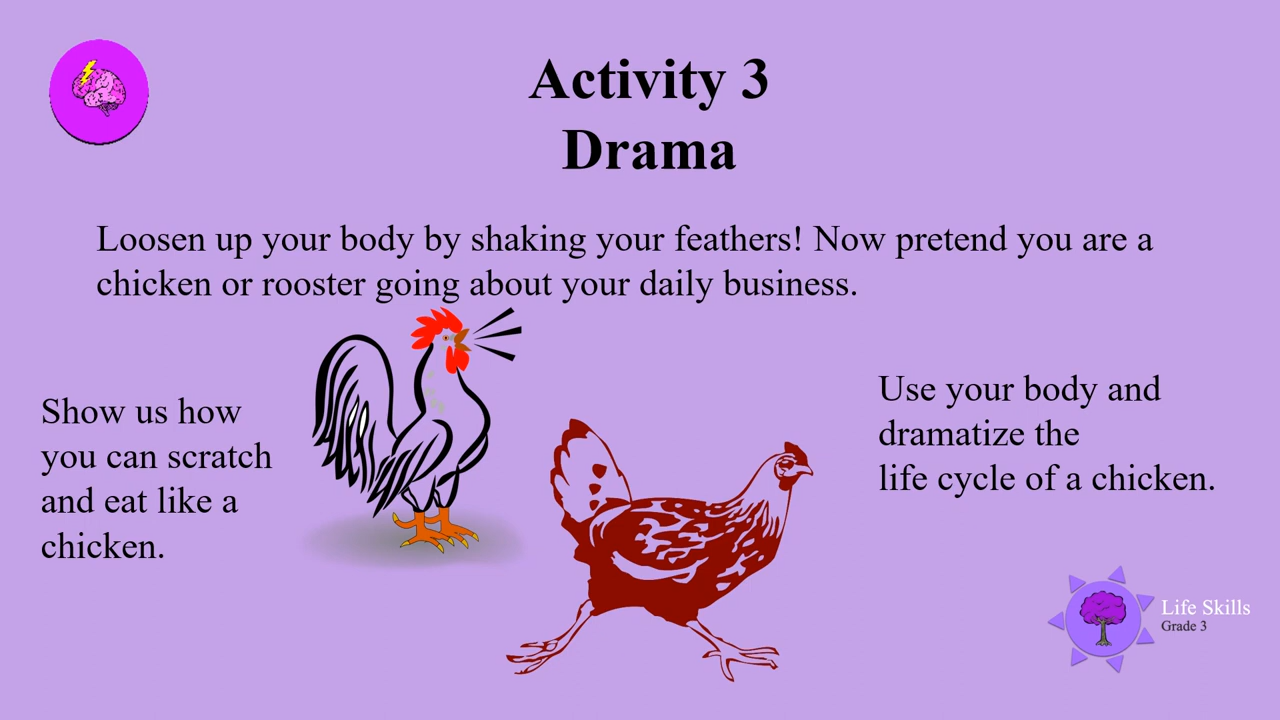 Activity 3
Drama
Loosen up your body by shaking your feathers! Now pretend you are a
chicken or rooster going about your daily business.
Show us how
you can scratch
and eat like a
chicken.
Use your body and
dramatize the
life cycle of a chicken.
Life Skills
Grade 3